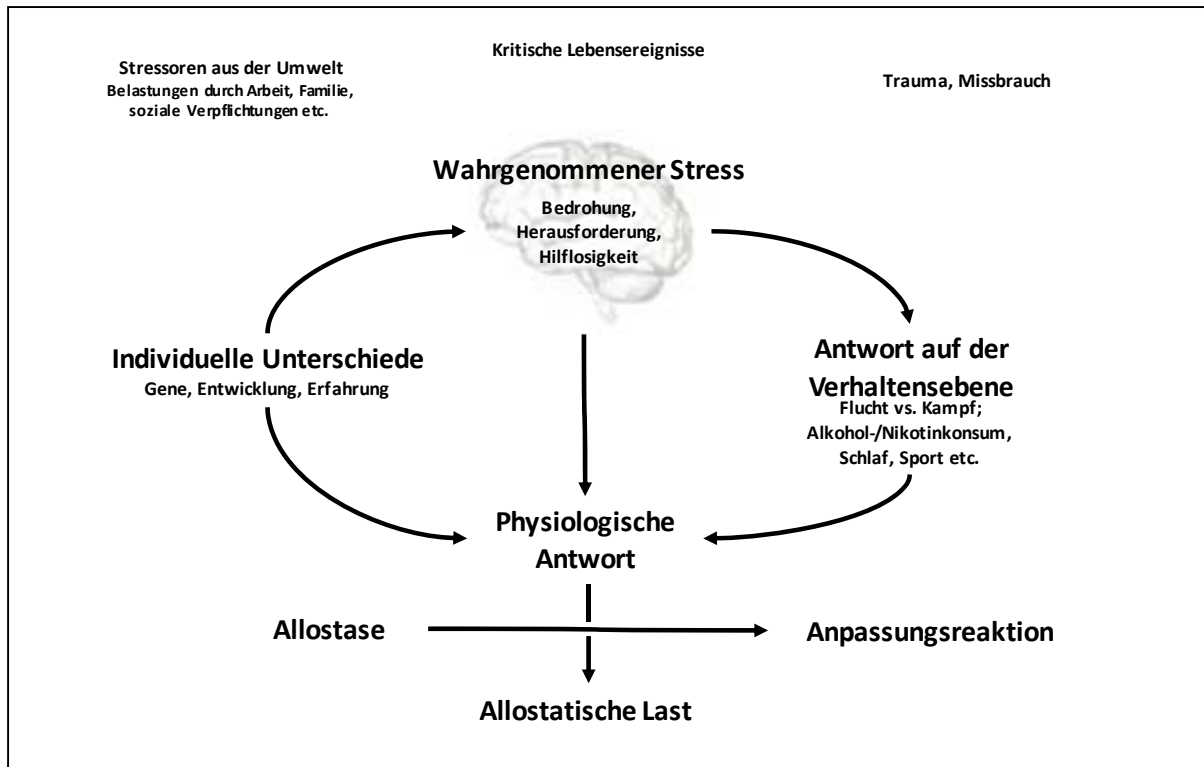 Kritische Lebensereignisse
Stressoren aus der Umwelt
Belastungen durch Arbeit, Familie,
soziale Verpflichtungen etc.
Trauma, Missbrauch
Wahrgenommener Stress
Bedrohung,
Herausforderung,
Hilflosigkeit
Individuelle Unterschiede
Gene, Entwicklung, Erfahrung
Antwort auf der
Verhaltensebene
Flucht vs. Kampf;
Alkohol-/Nikotinkonsum,
Schlaf, Sport etc.
Physiologische
Antwort
Allostase
Anpassungsreaktion
Allostatische Last